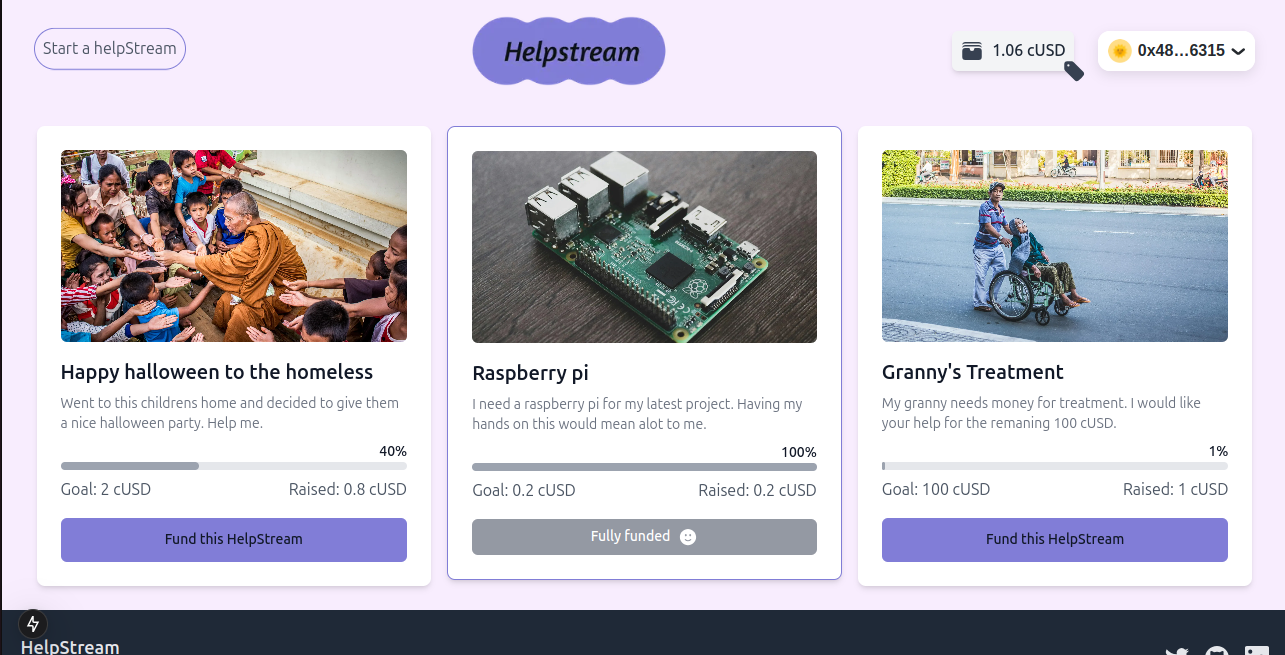 Start a helpStream
Helpstream
1.06 cUSD
0x48...6315
Happy halloween to the homeless
Went to this childrens home and decided to give them
a nice halloween party. Help me.
40%
Goal: 2 cUSD Raised: 0.8 cUSD
Fund this HelpStream
Raspberry pi
I need a raspberry pi for my latest project. Having my
hands on this would mean alot to me.
100%
Goal: 0.2 cUSD Raised: 0.2 cUSD
Fully funded
Granny's Treatment
My granny needs money for treatment. I would like
your help for the remaning 100 cUSD.
1%
Goal: 100 cUSD Raised: 1 cUSD
Fund this HelpStream
HelpStream